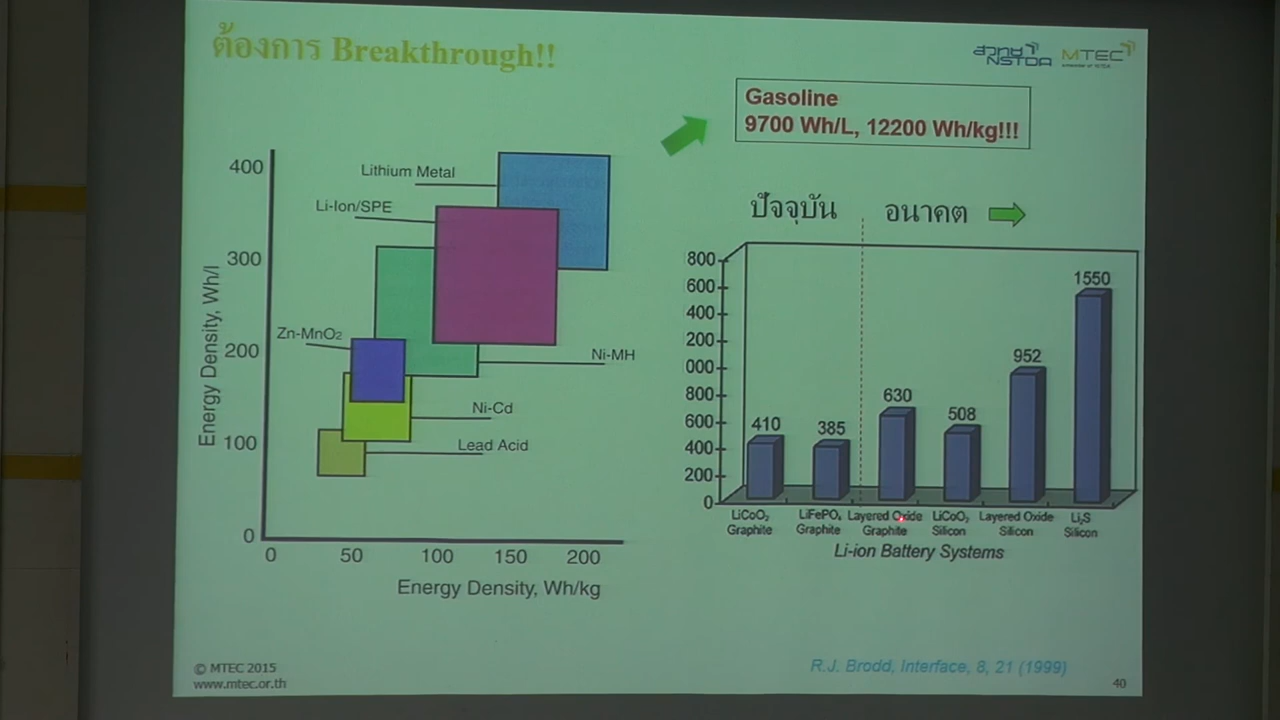 ต้องการ Breakthrough!!
สวทช
NSTDA
MTEC
Gasoline
9700 Wh/L, 12200 Wh/kg!!!
ปัจจุบัน
อนาคต
400
300
200
100
0
Energy Density, Wh/l
Lithium Metal
Li-Ion/SPE
Zn-MnO2
Ni-MH
Ni-Cd
Lead Acid
0
50
100
150
200
Energy Density, Wh/kg
800
600
400
200
000
800
600
400
200
0
410
385
630
508
952
1550
LiCoO₂
Graphite
LiFePO₄
Graphite
Layered Oxide
Graphite
LiCoO₂
Silicon
Layered Oxide
Silicon
Li₂S
Silicon
Li-ion Battery Systems
© MTEC 2015
www.mtec.or.th
R.J. Brodd, Interface, 8, 21 (1999)
40